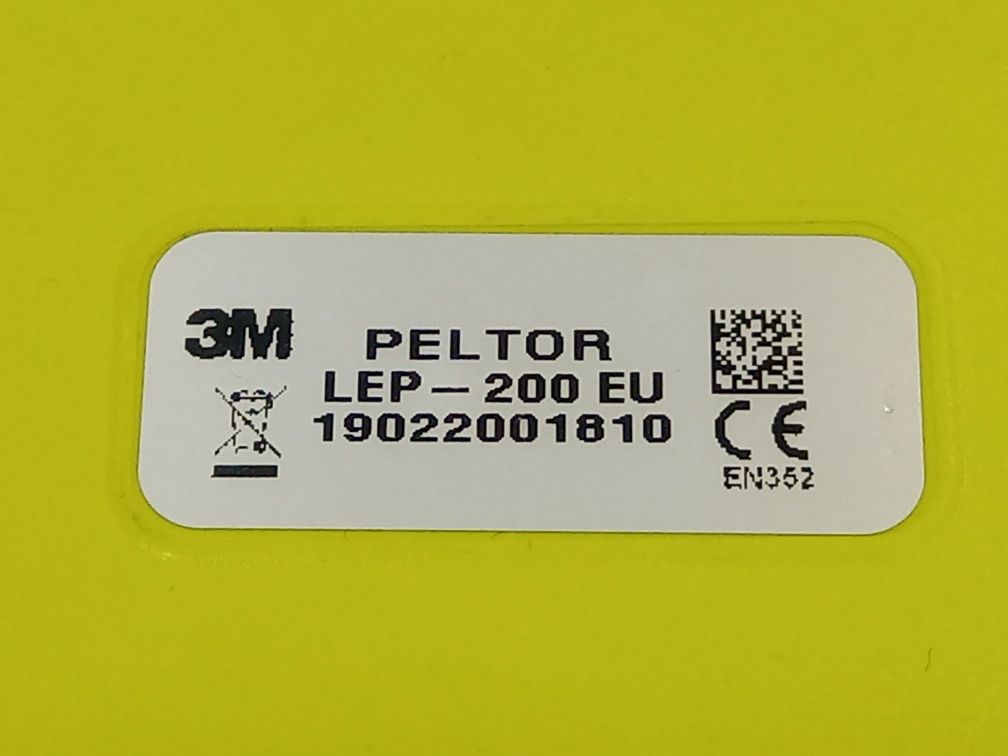 3M
PELTOR
LEP-200 EU
19022001810
CE
EN352